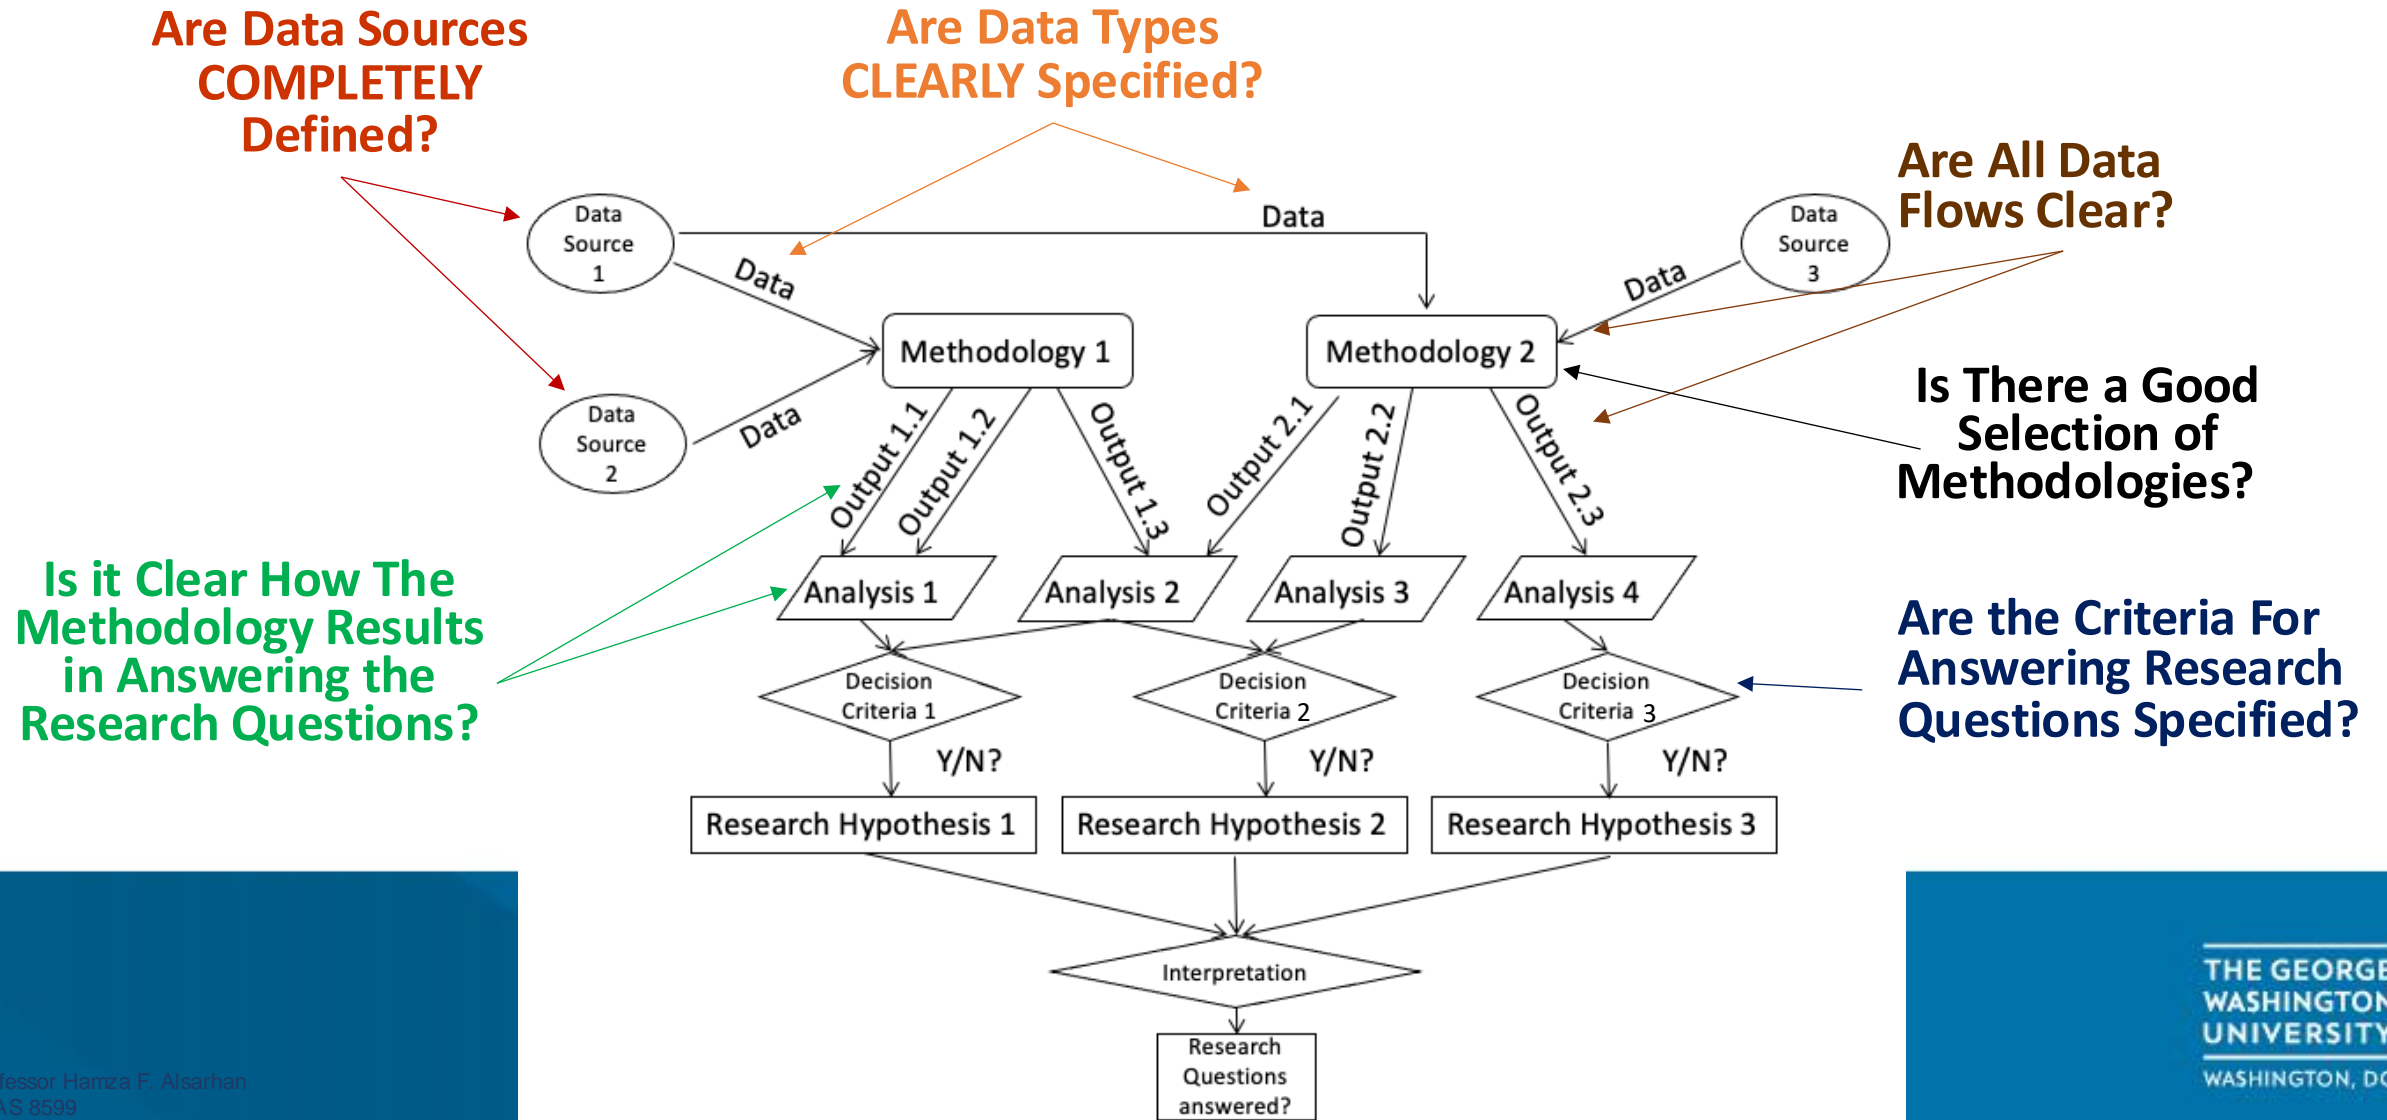 Are Data Sources
COMPLETELY
Defined?
Are Data Types
CLEARLY Specified?
Are All Data
Flows Clear?
Data
Source
1
Data
Data
Data
Source
3
Data
Methodology 1
Methodology 2
Data
Source
2
Data
Is There a Good
Selection of
Methodologies?
Output 1.1
Output 1.2
Output 1.3
Output 2.1
Output 2.2
Output 2.3
Is it Clear How The
Methodology Results
in Answering the
Research Questions?
Analysis 1
Analysis 2
Analysis 3
Analysis 4
Are the Criteria For
Answering Research
Questions Specified?
Decision
Criteria 1
Decision
Criteria 2
Decision
Criteria 3
Y/N?
Y/N?
Y/N?
Research Hypothesis 1
Research Hypothesis 2
Research Hypothesis 3
Interpretation
Research
Questions
answered?
fessor Hamza F. Alsarhan
AS 8599
THE GEORGE
WASHINGTON
UNIVERSITY
WASHINGTON, DC